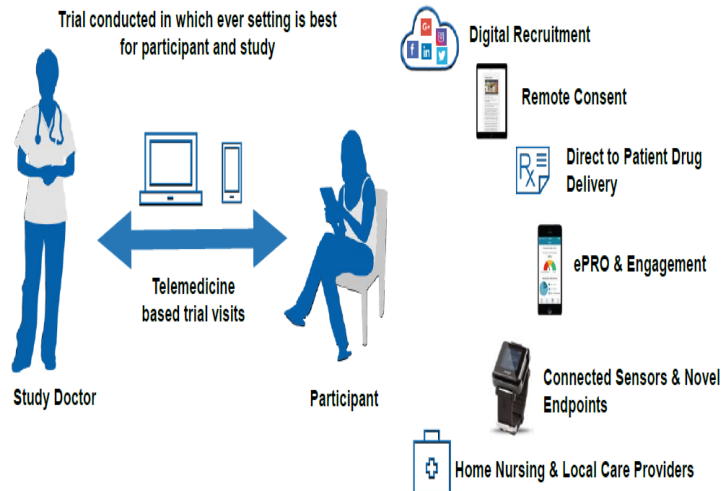 Trial conducted in which ever setting is best
for participant and study
Telemedicine
based trial visits
Study Doctor
Participant
Digital Recruitment
Remote Consent
Direct to Patient Drug
Delivery
ePRO & Engagement
Connected Sensors & Novel
Endpoints
Home Nursing & Local Care Providers